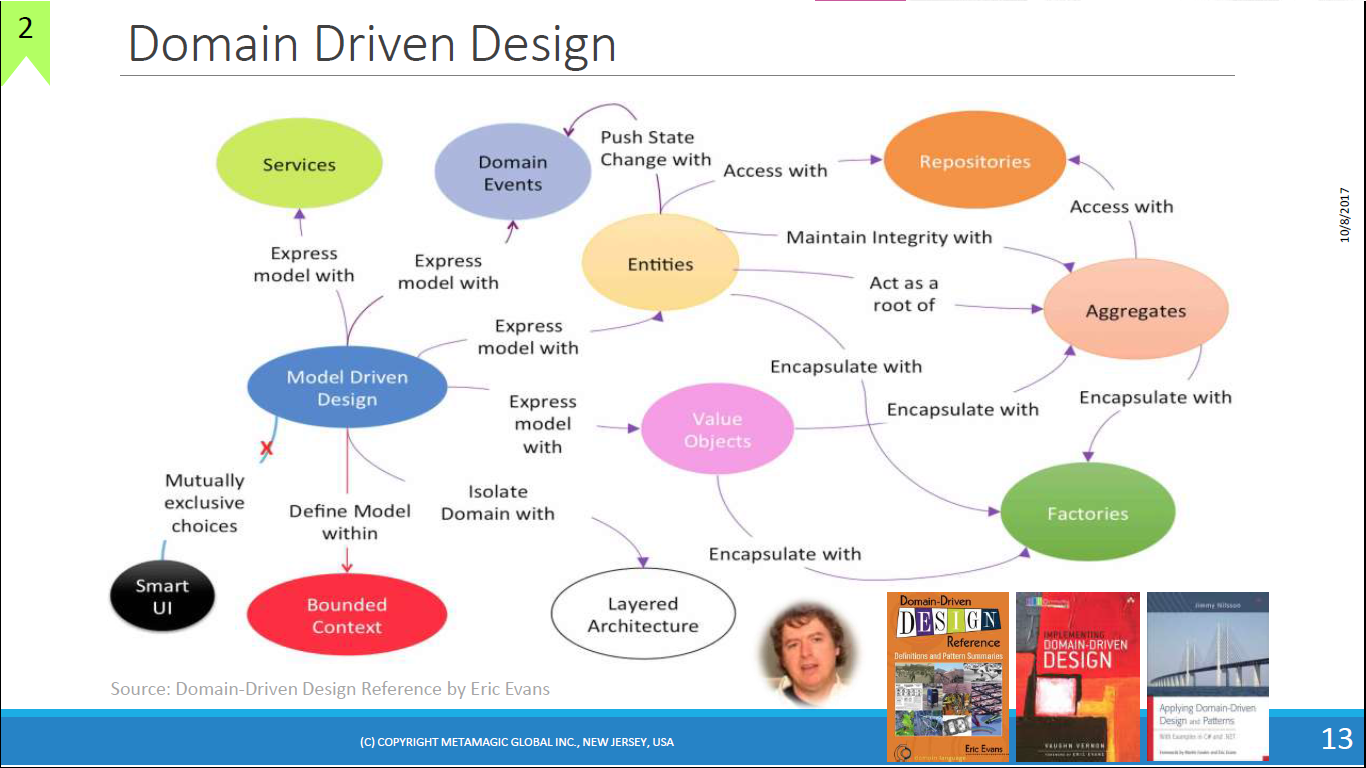 2
Domain Driven Design
10/8/2017
Services
Domain
Events
Push State
Change with
Access with
Repositories
Access with
Express
model with
Express
model with
Entities
Maintain Integrity with
Act as a
root of
Aggregates
Express
model with
Model Driven
Design
Encapsulate with
Express
model
with
Value
Objects
Encapsulate with
Encapsulate with
X
Mutually
exclusive
choices
Define Model
within
Isolate
Domain with
Factories
Encapsulate with
Smart
UI
Bounded
Context
Layered
Architecture
Source: Domain-Driven Design Reference by Eric Evans
Domain-Driven
DESIGN
Reference
Definitions and Pattern Summaries
Eric Evans
IMPLEMENTING
DOMAIN-DRIVEN
DESIGN
VAUGHN VERNON
Jimmy Nilsson
Applying Domain-Driven
Design and Patterns
With Examples in C# and .NET
(C) COPYRIGHT METAMAGIC GLOBAL INC., NEW JERSEY, USA
13